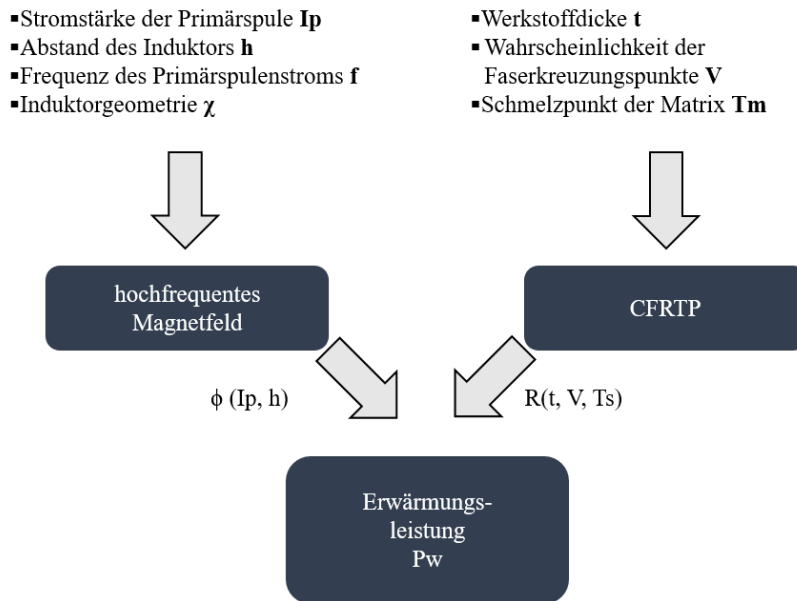 ▪Stromstärke der Primärspule Ip
▪Abstand des Induktors h
▪Frequenz des Primärspulenstroms f
▪Induktorgeometrie χ
▪Werkstoffdicke t
▪Wahrscheinlichkeit der
Faserkreuzungspunkte V
▪Schmelzpunkt der Matrix Tm
hochfrequentes
Magnetfeld
CFRTP
ϕ (Ip, h)
R(t, V, Ts)
Erwärmungs-
leistung
Pw